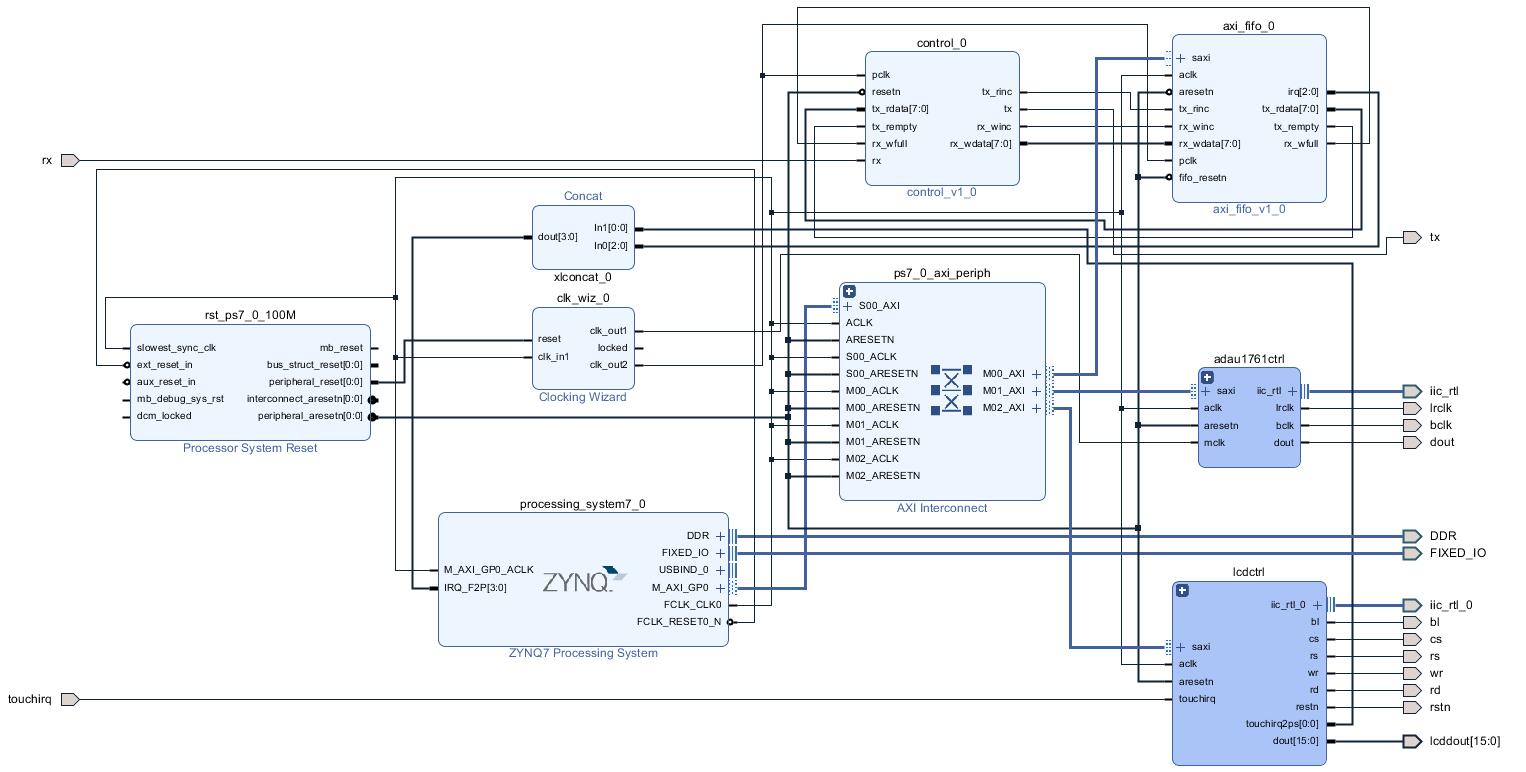 axi_fifo_0
control_0
saxi
pclk
aclk
resetn
tx_rinc
aresetn
irq[2:0]
tx_rdata[7:0]
tx
tx_rinc
tx_rdata[7:0]
tx_rempty
rx_winc
rx_winc
tx_rempty
rx_wfull
rx_wdata[7:0]
rx_wdata[7:0]
rx_wfull
rx
rx
pclk
fifo_resetn
control_v1_0
axi_fifo_v1_0
Concat
In1[0:0]
dout[3:0]
In0[2:0]
tx
xlconcat_0
ps7_0_axi_periph
clk_wiz_0
S00_AXI
rst_ps7_0_100M
ACLK
clk_out1
reset
ARESETN
slowest_sync_clk
mb_reset
locked
clk_in1
S00_ACLK
adau1761ctrl
ext_reset_in
bus_struct_reset[0:0]
clk_out2
S00_ARESETN
M00_AXI
aux_reset_in
peripheral_reset[0:0]
M00_ACLK
M01_AXI
saxi
iic_rtl
iic_rtl
Clocking Wizard
mb_debug_sys_rst
interconnect_aresetn[0:0]
M00_ARESETN
M02_AXI
aclk
lrclk
lrclk
dcm_locked
peripheral_aresetn[0:0]
M01_ACLK
aresetn
bclk
bclk
M01_ARESETN
mclk
dout
dout
Processor System Reset
M02_ACLK
M02_ARESETN
AXI Interconnect
processing_system7_0
DDR
DDR
FIXED_IO
FIXED_IO
M_AXI_GP0_ACLK
ZYNQ
USBIND_0
IRQ_F2P[3:0]
M_AXI_GP0
lcdctrl
FCLK_CLK0
iic_rtl_0
iic_rtl_0
FCLK_RESET0_N
bl
bl
cs
cs
ZYNQ7 Processing System
saxi
rs
rs
aclk
wr
wr
aresetn
rd
rd
touchirq
touchirq
restn
rstn
touchirq2ps[0:0]
dout[15:0]
lcddout[15:0]